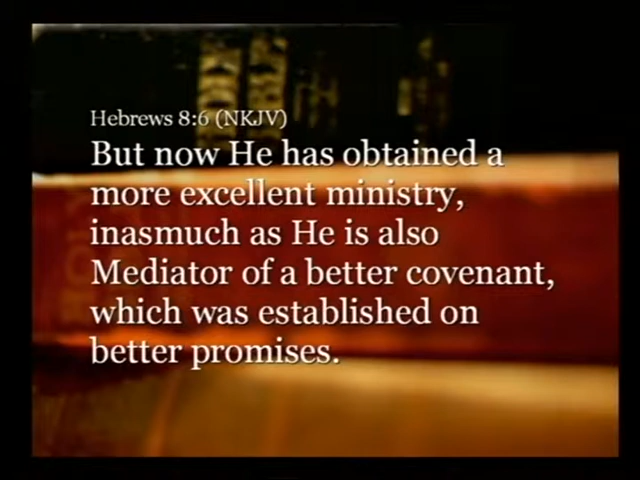 Hebrews 8:6 (NKJV)
But now He has obtained a
more excellent ministry,
inasmuch as He is also
Mediator of a better covenant,
which was established on
better promises.